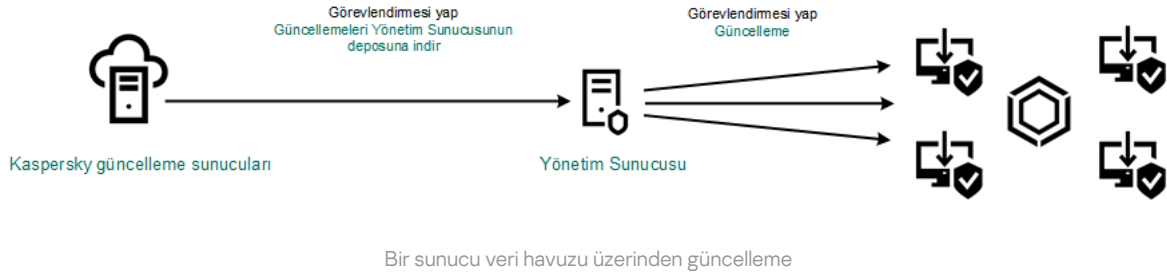 Görevlendirmesi yap
Güncellemeleri Yönetim Sunucusunun
deposuna indir
Görevlendirmesi yap
Güncelleme
Kaspersky güncelleme sunucuları
Yönetim Sunucusu
Bir sunucu veri havuzu üzerinden güncelleme